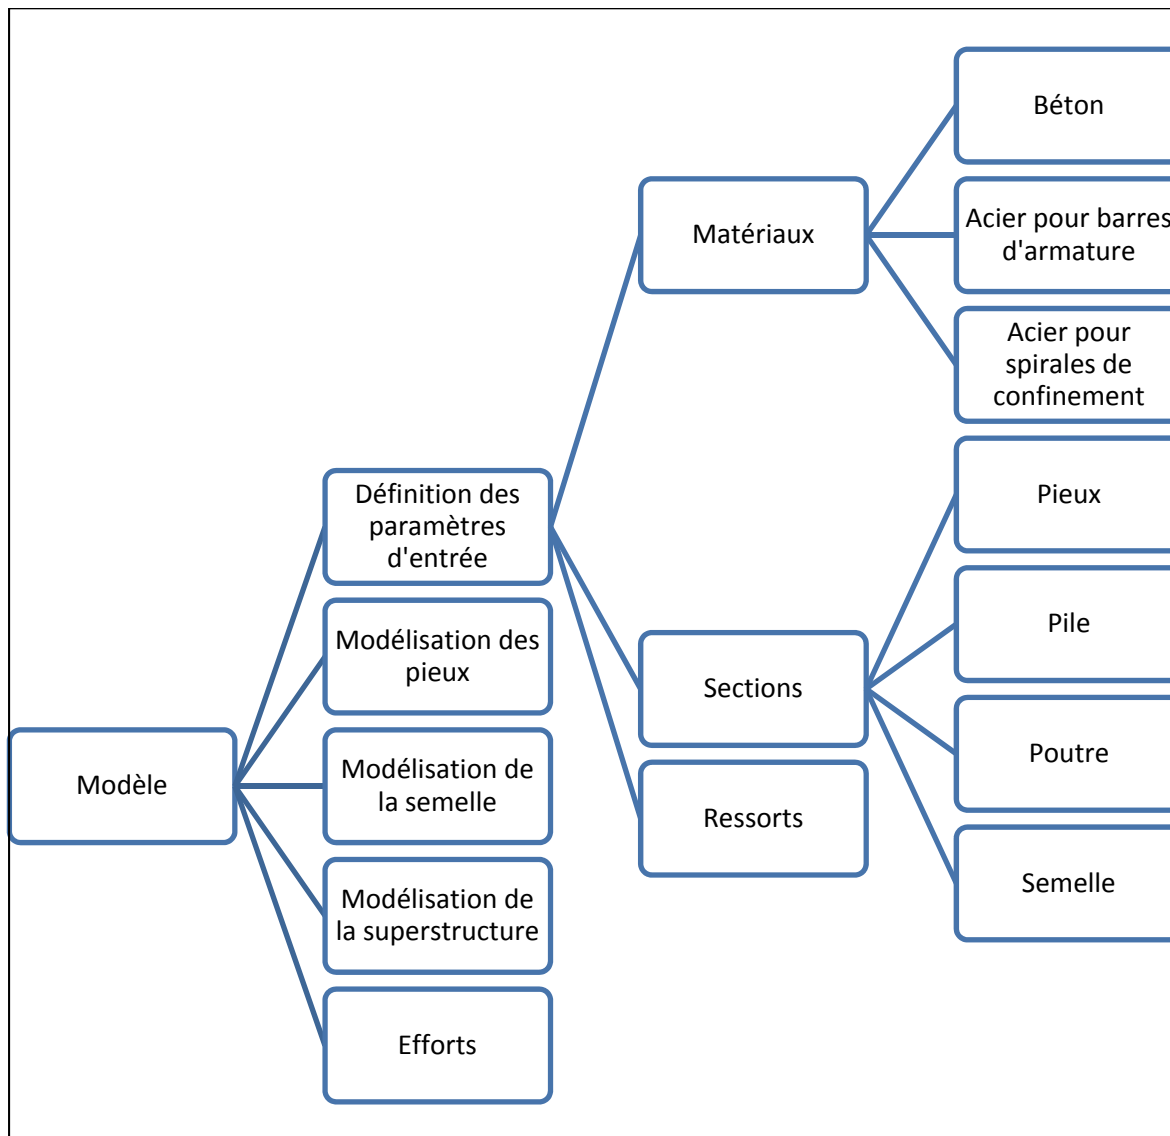 Béton
Matériaux
Acier pour barres
d'armature
Acier pour
spirales de
confinement
Définition des
paramètres
d'entrée
Pieux
Modélisation des
pieux
Pile
Sections
Modèle
Modélisation de
la semelle
Ressorts
Poutre
Modélisation de
la superstructure
Semelle
Efforts